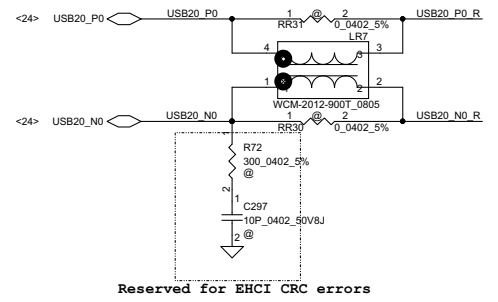 <24> USB20_P0 USB20_P0 1 @ 2 USB20_P0_R
RR31 0_0402_5%
LR7
4 3 3
1 2 2
WCM-2012-900T_0805
<24> USB20_N0 USB20_N0 1 @ 2 USB20_N0_R
RR30 0_0402_5%
1
R72
300_0402_5%
@
2
1
C297
10P_0402_50V8J
2 @
Reserved for EHCI CRC errors